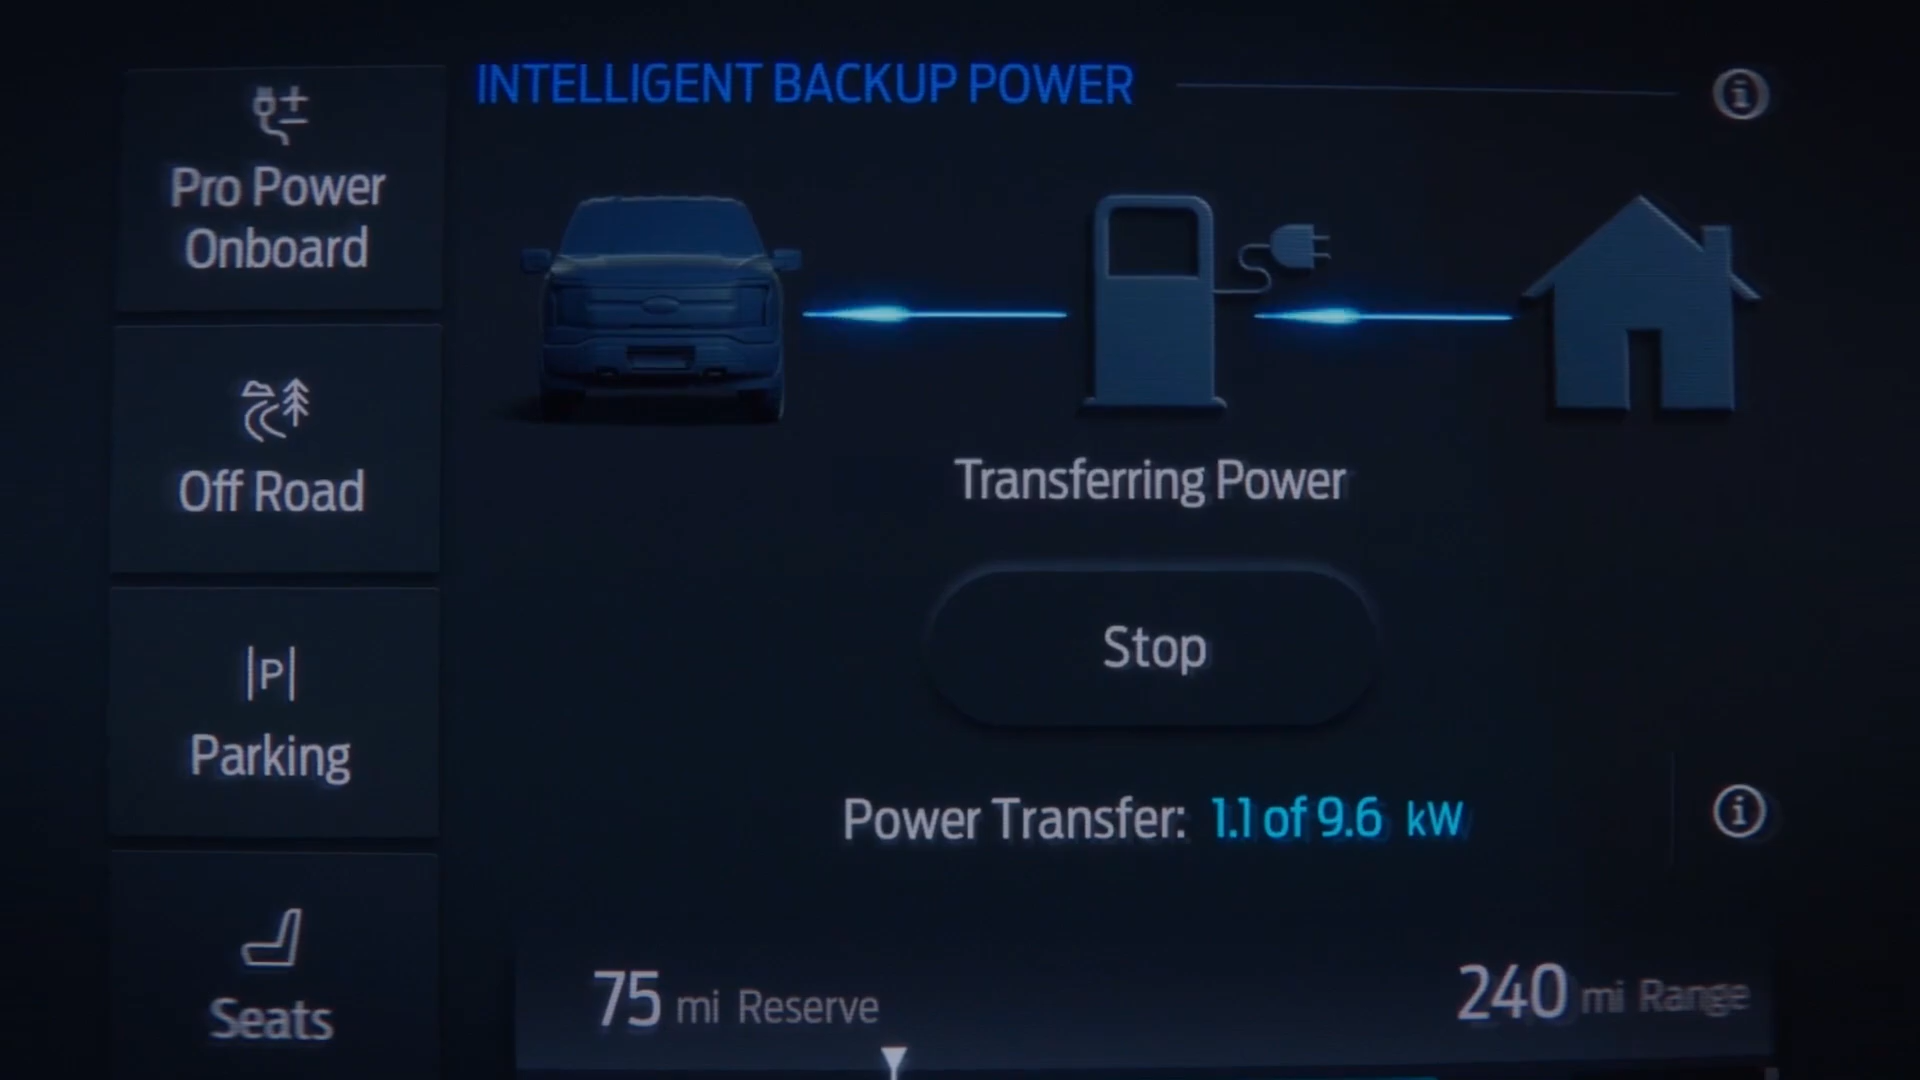 INTELLIGENT BACKUP POWER
Pro Power
Onboard
Off Road
Transferring Power
Stop
P
Parking
Power Transfer: 1.1 of 9.6 kW
Seats
75 mi Reserve
240 mi Range